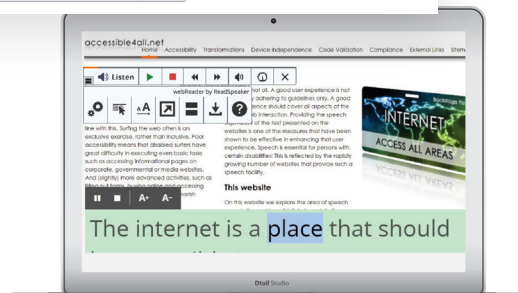 accessible4all.net
Home Accessibility Transformations Device Independence Code Validation Compliance External Links Sitem
Listen
webReader by ReadSpeaker
not all. A good user experience is not
adhering to guidelines only. A good
ence should cover all aspects of the
Interaction. Providing the speech
of the text presented on the
line with this. Surfing the web often is an
exclusive exercise, rather than inclusive. Poor
accessibility means that disabled surfers have
great difficulty in executing even basic tasks
such as accessing informational pages on
corporate, governmental or media websites.
And (slightly) more advanced activities, such as
filling out forms, buying online and accessing
websites is one of the measures that have been
shown to be effective in enhancing that user
experience. Speech is essential for persons with
certain disabilities! This is reflected by the rapidly
growing number of websites that provide such a
speech facility.
This website
On this website we explore the area of speech
Backstage Pa
INTERNET
ACCESS ALL AREAS
A+ A-
The internet is a place that should
Dtall Studio